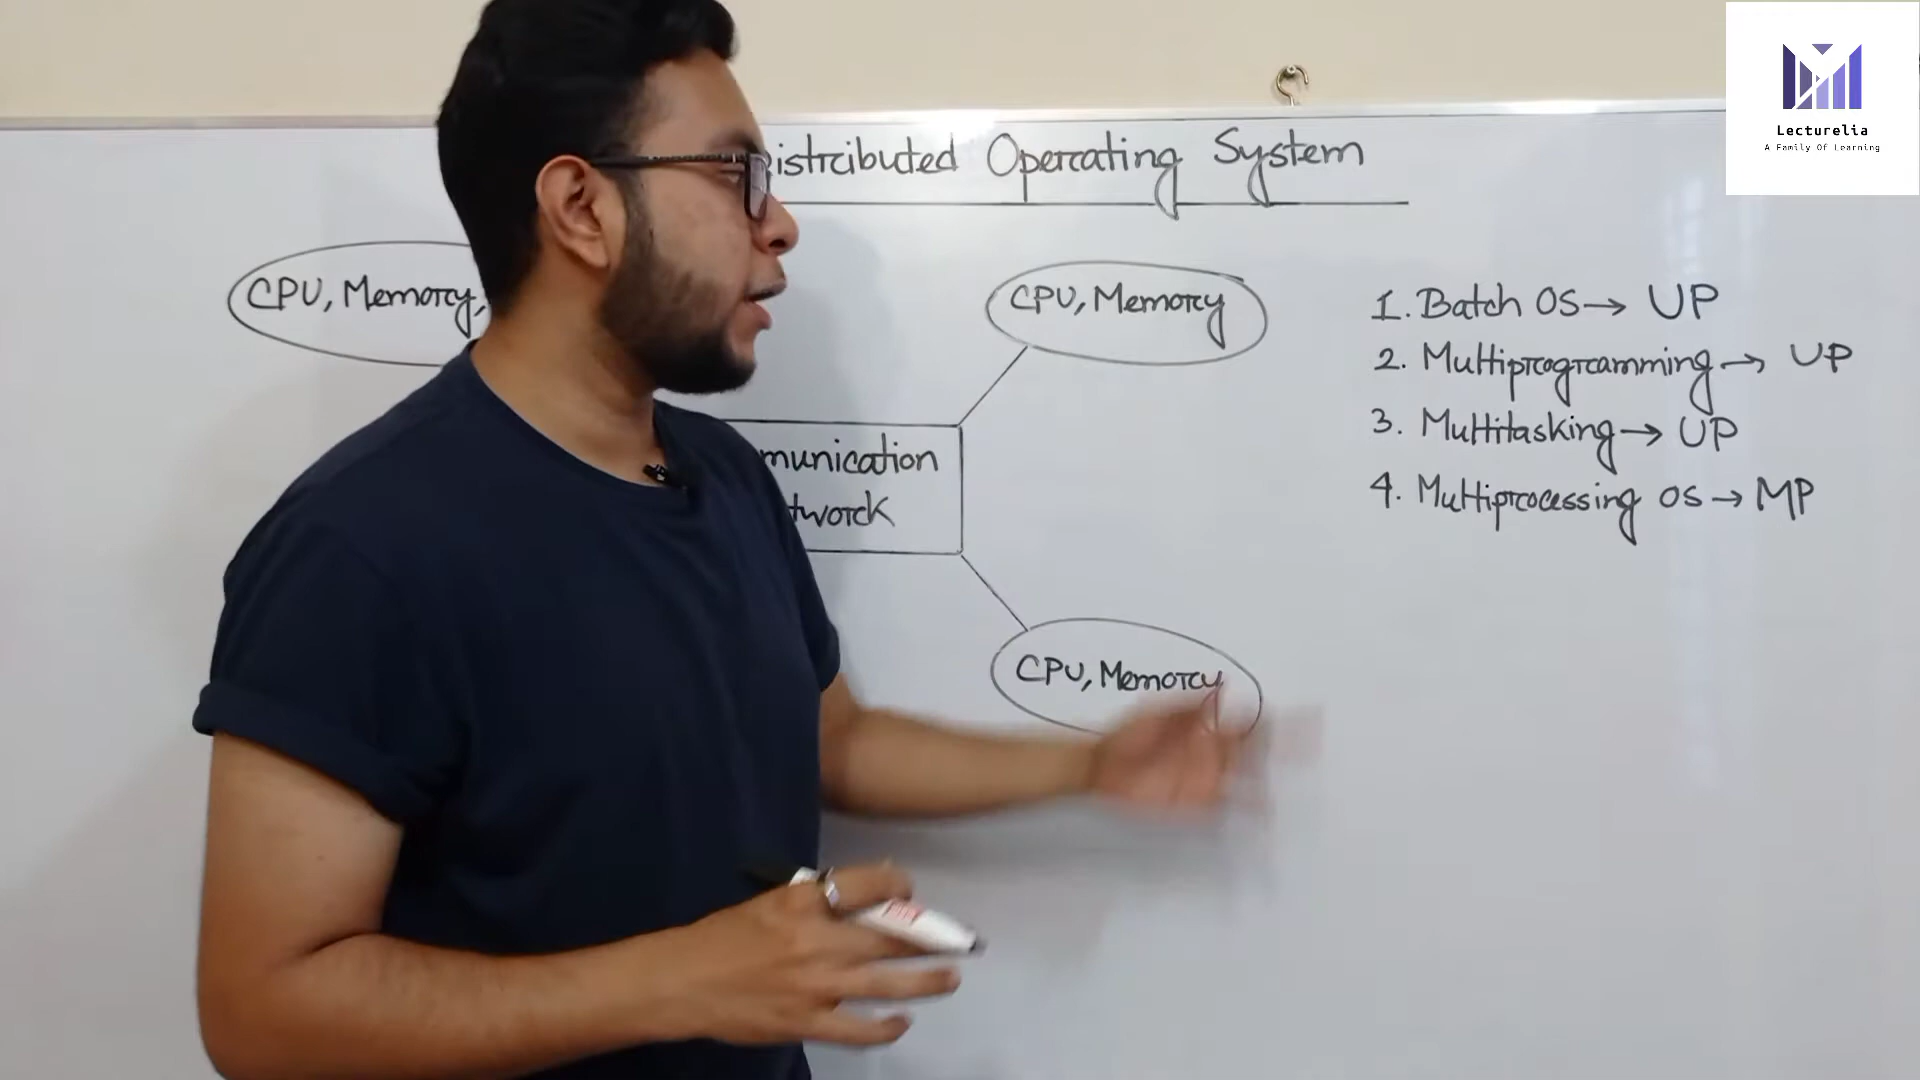 Operating System
CPU, Memory,
CPU, Memory
CPU, Memory
1. Batch OS → UP
2. Multiprogramming → UP
3. Multitasking → UP
4. Multiprocessing OS → MP
Lecturelia
A Family Of Learning